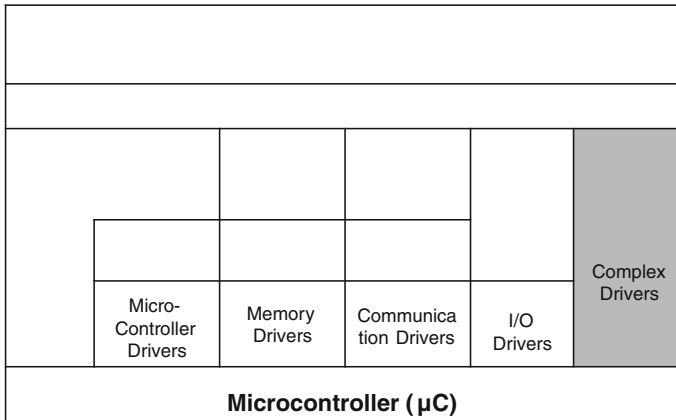 Micro-
Controller
Drivers
Memory
Drivers
Communica
tion Drivers
I/O
Drivers
Complex
Drivers
Microcontroller (µC)